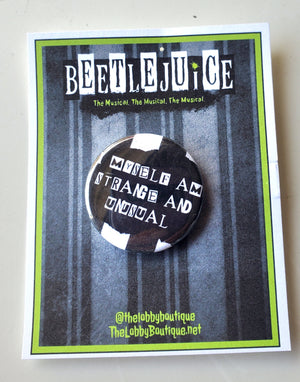 BEETLEJUICE
The Musical. The Musical. The Musical.
MYSELF AM
STRANGE AND
UNUSUAL
@thelobbyboutique
TheLobbyBoutique.net